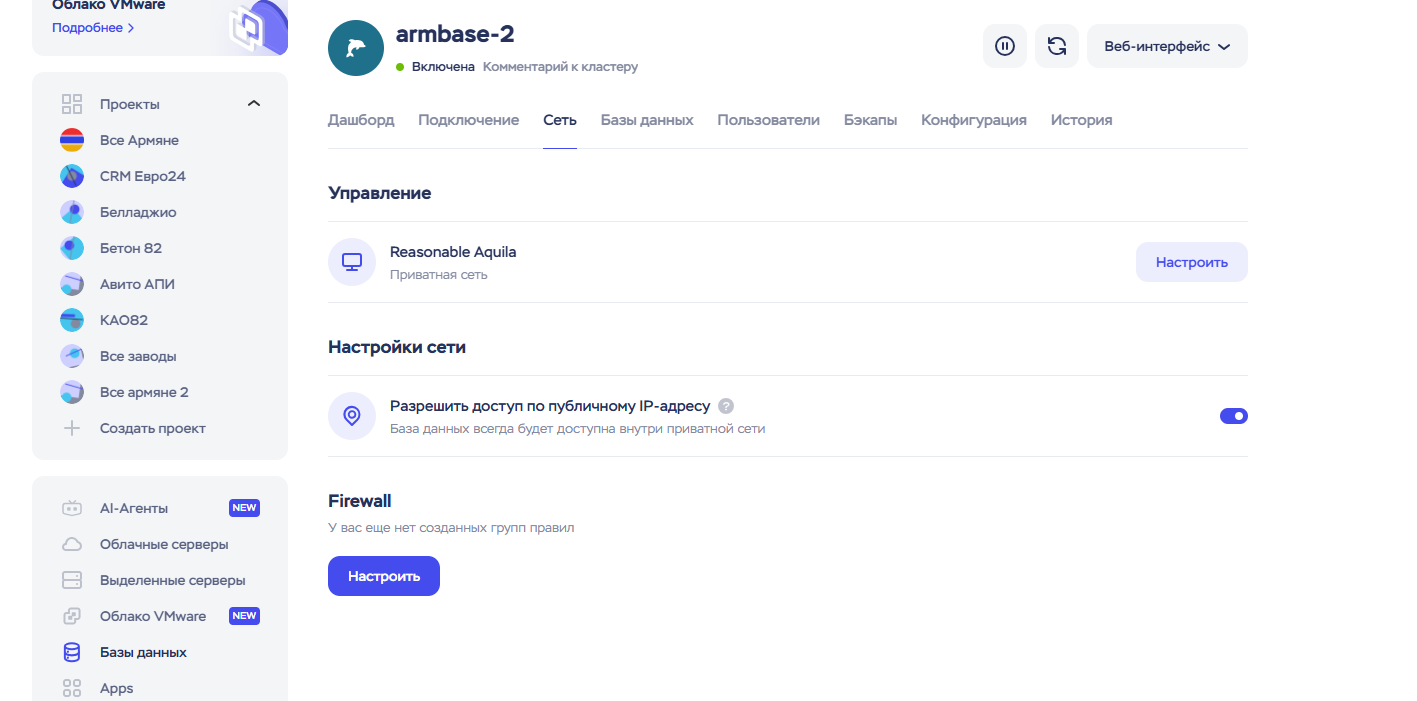 Облако VMware
Подробнее
Проекты
Все Армяне
CRM Евро24
Белладжио
Бетон 82
Авито АПИ
КАО82
Все заводы
Все армяне 2
Создать проект
AI-Агенты NEW
Облачные серверы
Выделенные серверы
Облако VMware NEW
Базы данных
Apps
armbase-2
Включена Комментарий к кластеру
Веб-интерфейс
Дашборд Подключение Сеть Базы данных Пользователи Бэкапы Конфигурация История
Управление
Reasonable Aquila
Приватная сеть
Настроить
Настройки сети
Разрешить доступ по публичному IP-адресу ?
База данных всегда будет доступна внутри приватной сети
Firewall
У вас еще нет созданных групп правил
Настроить